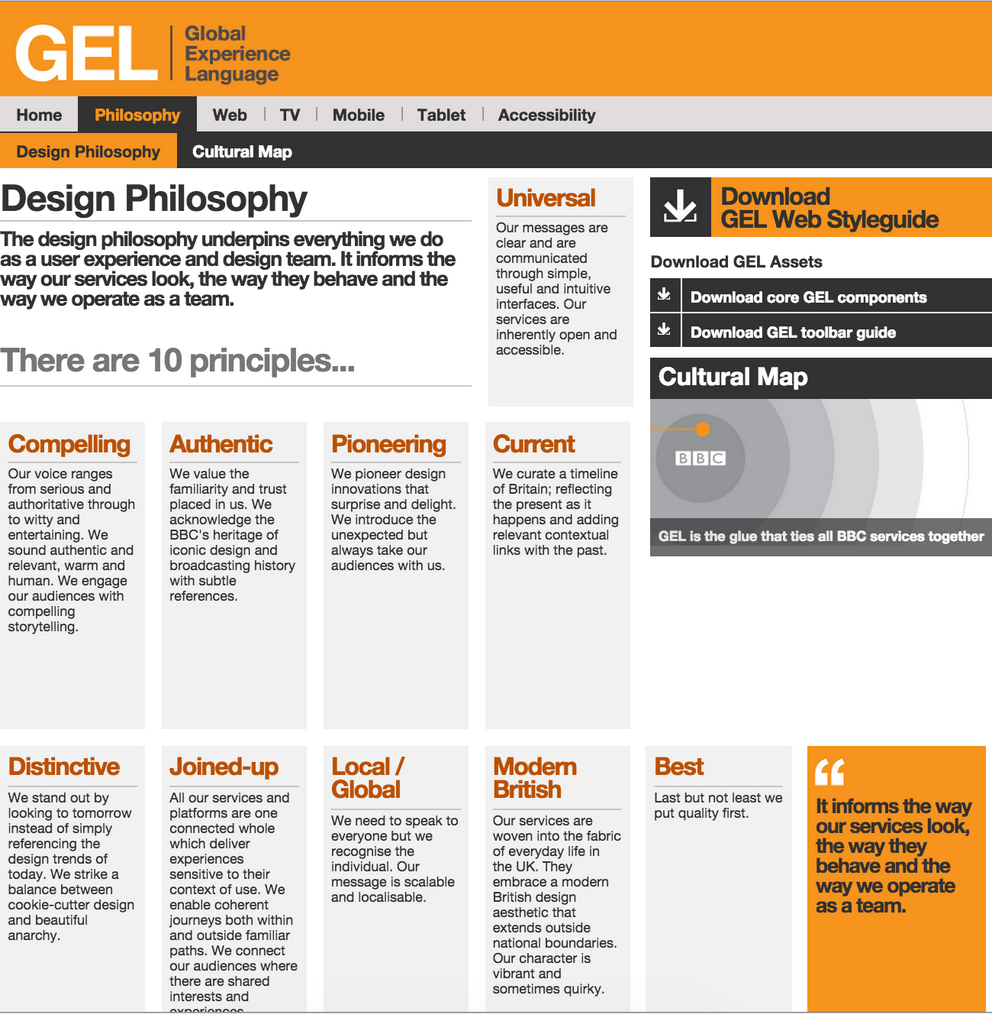 GEL
Global
Experience
Language
Home
Philosophy
Web
TV
Mobile
Tablet
Accessibility
Design Philosophy
Cultural Map
Design Philosophy
The design philosophy underpins everything we do
as a user experience and design team. It informs the
way our services look, the way they behave and the
way we operate as a team.
There are 10 principles...
Universal
Our messages are
clear and are
communicated
through simple,
useful and intuitive
interfaces. Our
services are
inherently open and
accessible.
Download
GEL Web Styleguide
Download GEL Assets
Download core GEL components
Download GEL toolbar guide
Cultural Map
BBC
GEL is the glue that ties all BBC services together
Compelling
Our voice ranges
from serious and
authoritative through
to witty and
entertaining. We
sound authentic and
relevant, warm and
human. We engage
our audiences with
compelling
storytelling.
Authentic
We value the
familiarity and trust
placed in us. We
acknowledge the
BBC's heritage of
iconic design and
broadcasting history
with subtle
references.
Pioneering
We pioneer design
innovations that
surprise and delight.
We introduce the
unexpected but
always take our
audiences with us.
Current
We curate a timeline
of Britain; reflecting
the present as it
happens and adding
relevant contextual
links with the past.
Distinctive
We stand out by
looking to tomorrow
instead of simply
referencing the
design trends of
today. We strike a
balance between
cookie-cutter design
and beautiful
anarchy.
Joined-up
All our services and
platforms are one
connected whole
which deliver
experiences
sensitive to their
context of use. We
enable coherent
journeys both within
and outside familiar
paths. We connect
our audiences where
there are shared
interests and
experiences.
Local /
Global
We need to speak to
everyone but we
recognise the
individual. Our
message is scalable
and localisable.
Modern
British
Our services are
woven into the fabric
of everyday life in
the UK. They
embrace a modern
British design
aesthetic that
extends outside
national boundaries.
Our character is
vibrant and
sometimes quirky.
Best
Last but not least we
put quality first.
“
It informs the way
our services look,
the way they
behave and the
way we operate
as a team.